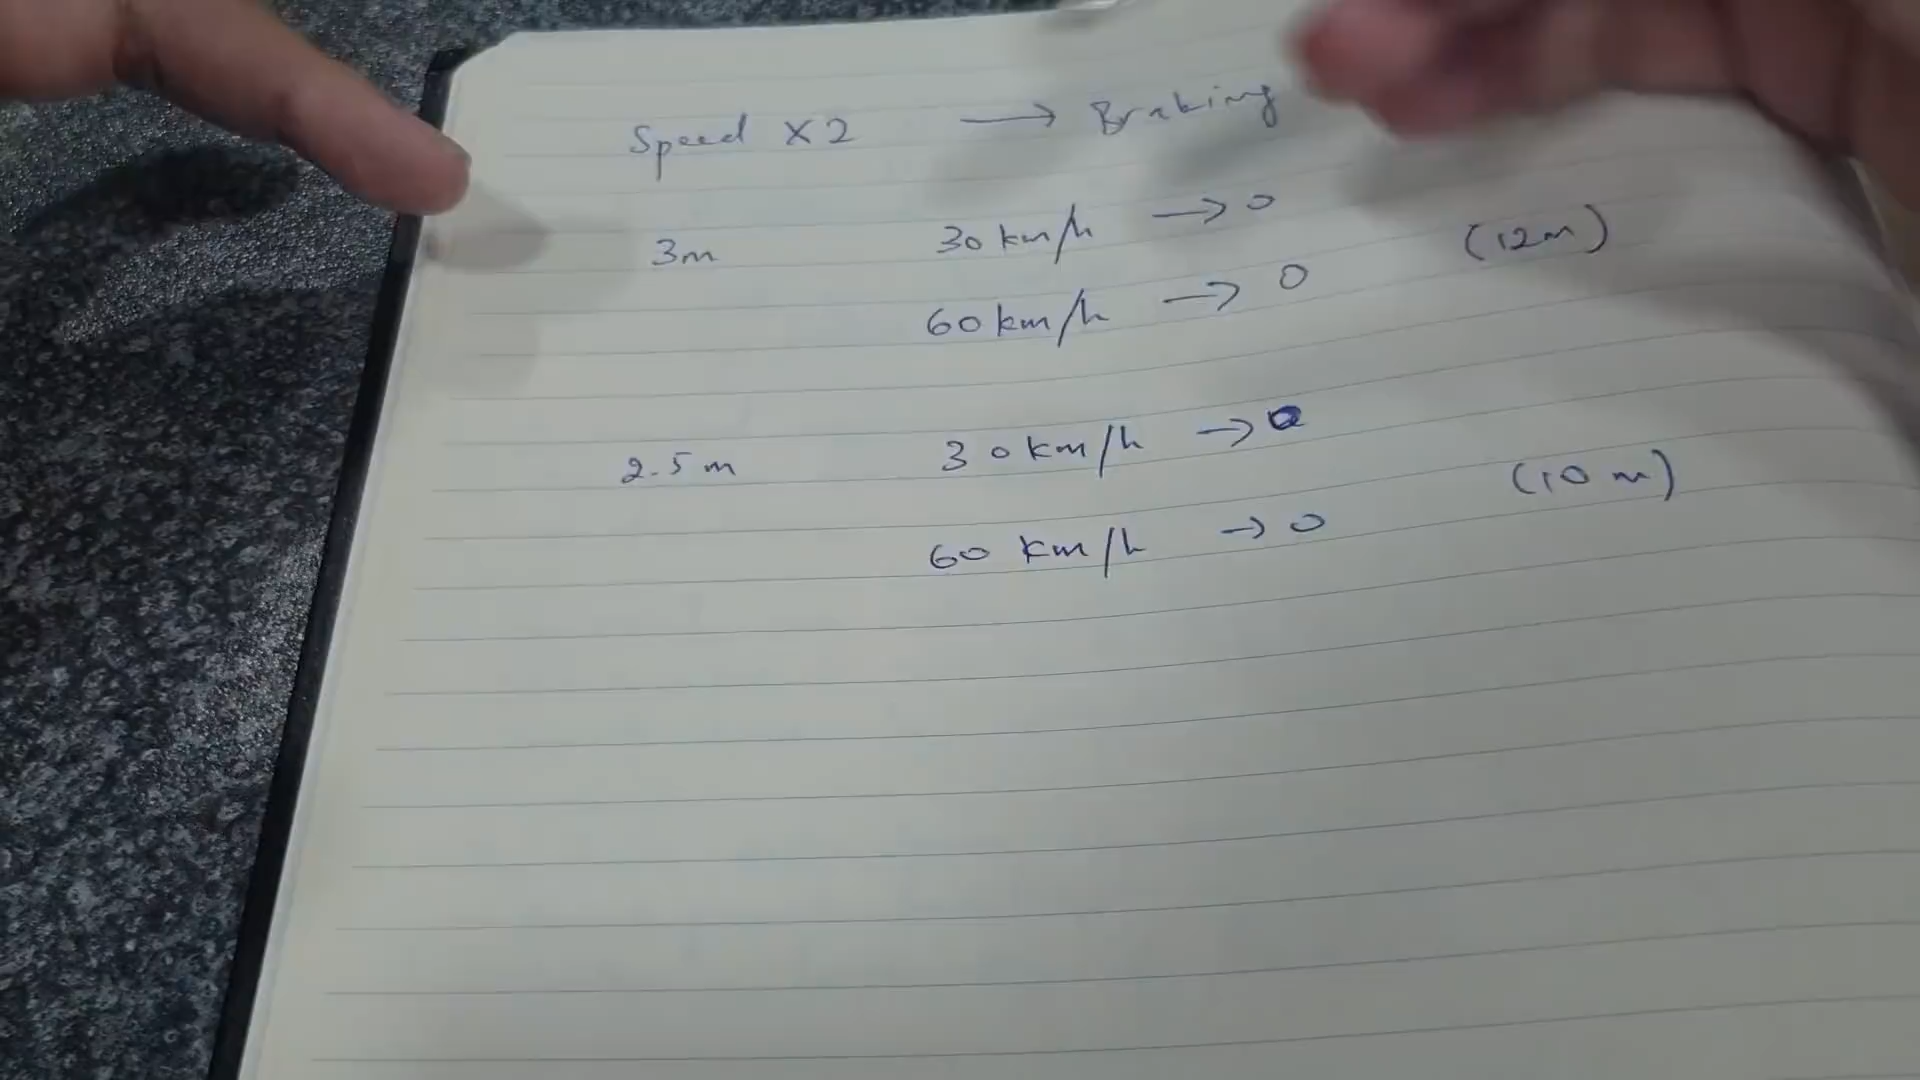 Speed x2 → Braking
3m 30 km/h → 0
(12m)
60 km/h → 0
2.5 m 30 km/h → 0
(10 m)
60 km/h → 0